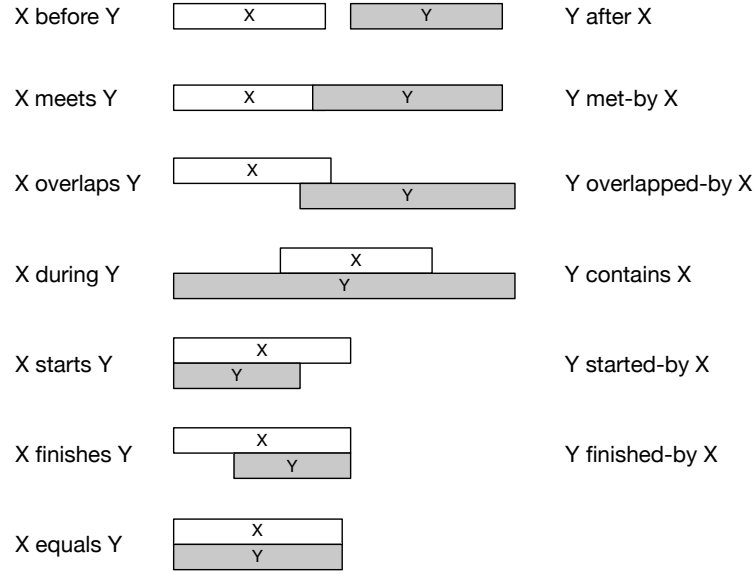 X before Y X Y Y after X
X meets Y X Y Y met-by X
X overlaps Y X Y Y overlapped-by X
X during Y X Y Y contains X
X starts Y X Y Y started-by X
X finishes Y X Y Y finished-by X
X equals Y X Y